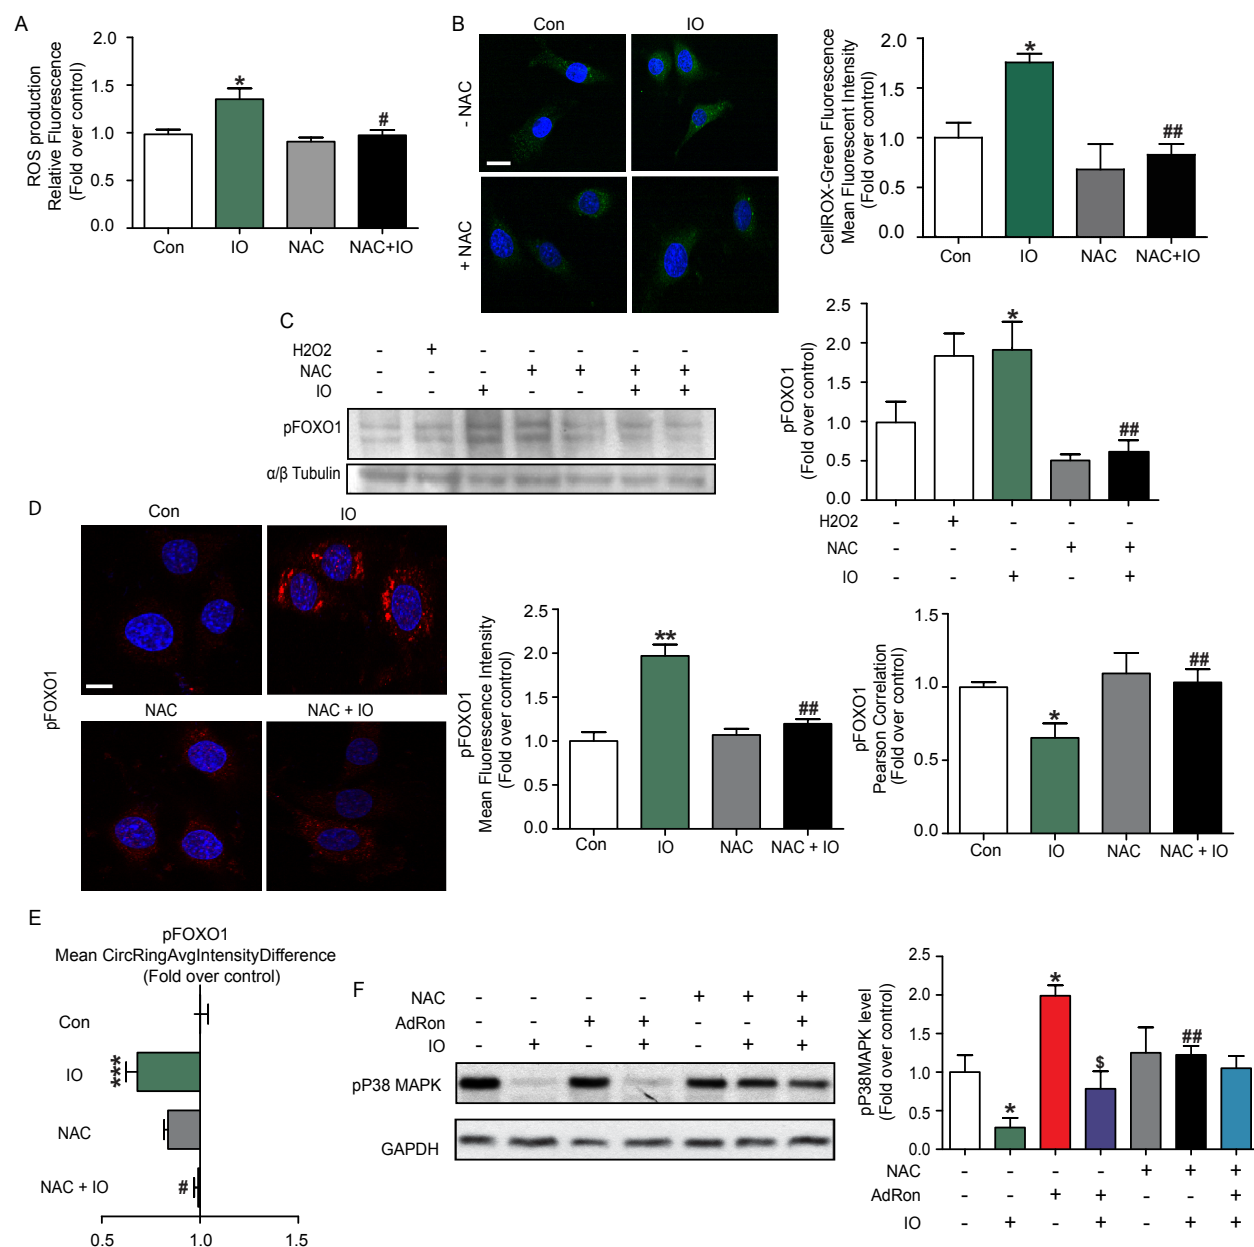 A
ROS production
Relative Fluorescence
(Fold over control)
2.0
1.5
1.0
0.5
0.0
*
#
Con IO NAC NAC+IO
B
Con IO
- NAC
+ NAC
CellROX-Green Fluorescence
Mean Fluorescent Intensity
(Fold over control)
2.0
1.5
1.0
0.5
0.0
*
##
Con IO NAC NAC+IO
C
H2O2 - + - - - - -
NAC - - - + + + +
IO - - + - - + +
pFOXO1
α/β Tubulin
pFOXO1
(Fold over control)
2.5
2.0
1.5
1.0
0.5
0.0
*
##
H2O2 - + - - -
NAC - - - + +
IO - - + - +
D
Con IO
NAC NAC + IO
pFOXO1
pFOXO1
Mean Fluorescence Intensity
(Fold over control)
2.5
2.0
1.5
1.0
0.5
0.0
**
##
Con IO NAC NAC + IO
pFOXO1
Pearson Correlation
(Fold over control)
1.5
1.0
0.5
0.0
*
##
Con IO NAC NAC + IO
E
pFOXO1
Mean CircRingAvgIntensityDifference
(Fold over control)
Con
IO ***
NAC
NAC + IO #
0.5 1.0 1.5
F
NAC - - - - + + +
AdRon - - + + - - +
IO - + - + - + +
pP38 MAPK
GAPDH
pP38MAPK level
(Fold over control)
2.5
2.0
1.5
1.0
0.5
0.0
*
*
$
##
NAC - - - - + + +
AdRon - - + + - - +
IO - + - + - + +